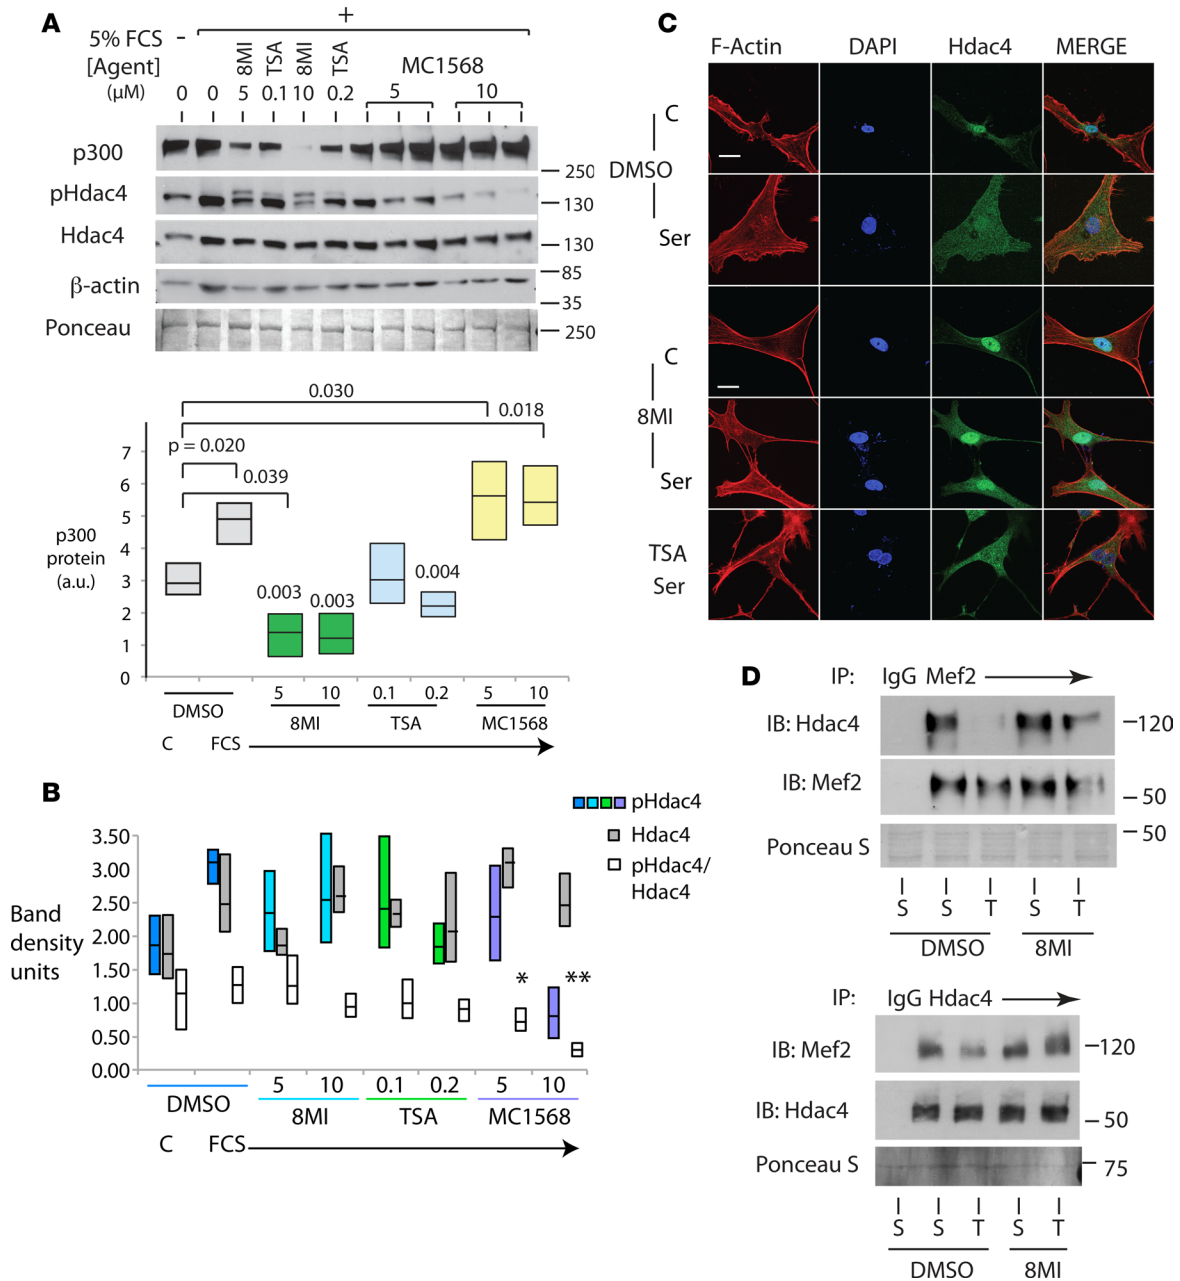 A
+
5% FCS -
[Agent] 8MI TSA 8MI TSA MC1568
(μM) 0 0 5 0.1 10 0.2 5 10
p300
250
pHdac4
130
Hdac4
130
β-actin
85
35
Ponceau
250
0.030
0.018
p = 0.020
0.039
7
6
5
4
3
2
1
0
p300
protein
(a.u.)
0.003 0.003 0.004
5 10 0.1 0.2 5 10
DMSO 8MI TSA MC1568
C FCS
B
pHdac4
Hdac4
pHdac4/
Hdac4
3.50
3.00
2.50
2.00
1.50
1.00
0.50
0.00
Band
density
units
* **
5 10 0.1 0.2 5 10
DMSO 8MI TSA MC1568
C FCS
C
F-Actin DAPI Hdac4 MERGE
C
DMSO
Ser
C
8MI
Ser
TSA
Ser
D
IP: IgG Mef2
IB: Hdac4
120
IB: Mef2
50
Ponceau S
50
S S T S T
DMSO 8MI
IP: IgG Hdac4
IB: Mef2
120
IB: Hdac4
50
Ponceau S
75
S S T S T
DMSO 8MI